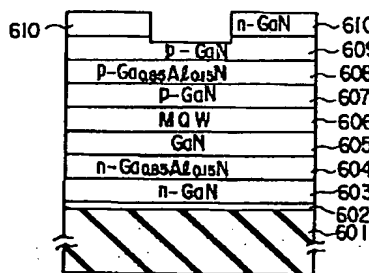 610 n-GaN 610
p-GaN 609
p-Ga0.85Al0.15N 608
p-GaN 607
MQW 606
GaN 605
n-Ga0.85Al0.15N 604
n-GaN 603
602
601